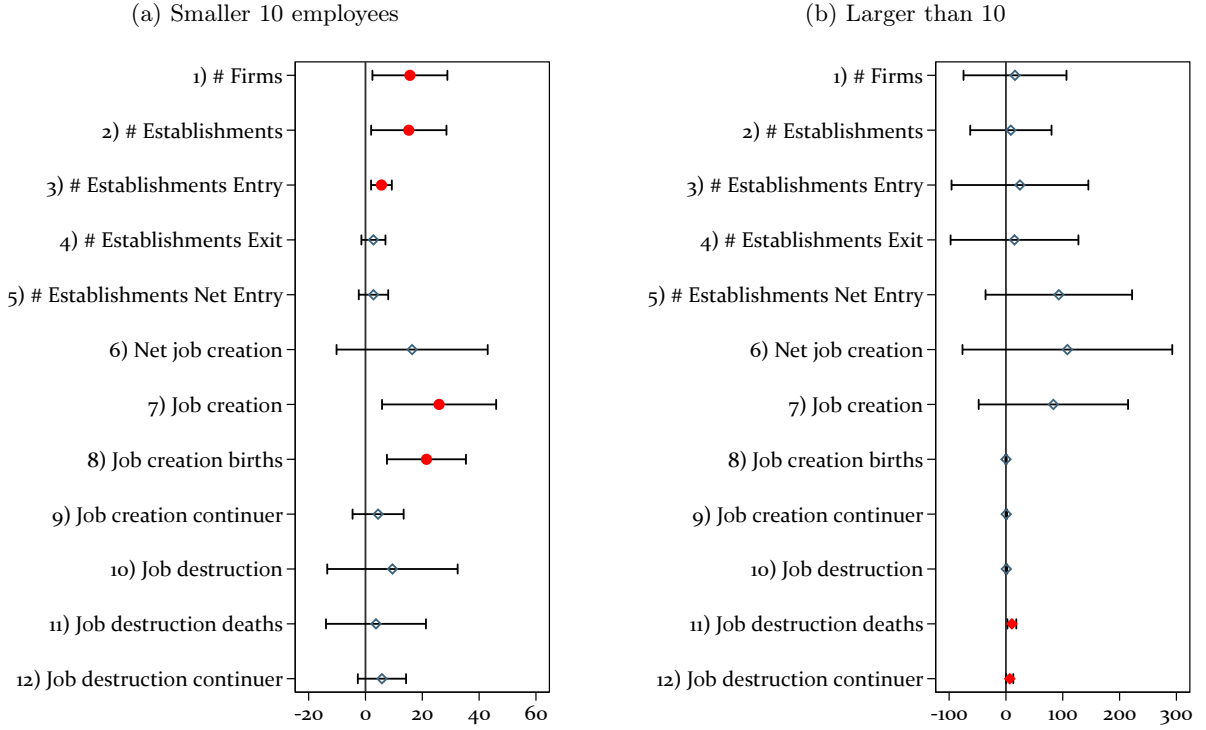 (a) Smaller 10 employees
1) # Firms
2) # Establishments
3) # Establishments Entry
4) # Establishments Exit
5) # Establishments Net Entry
6) Net job creation
7) Job creation
8) Job creation births
9) Job creation continuer
10) Job destruction
11) Job destruction deaths
12) Job destruction continuer
-20 0 20 40 60
(b) Larger than 10
1) # Firms
2) # Establishments
3) # Establishments Entry
4) # Establishments Exit
5) # Establishments Net Entry
6) Net job creation
7) Job creation
8) Job creation births
9) Job creation continuer
10) Job destruction
11) Job destruction deaths
12) Job destruction continuer
-100 0 100 200 300